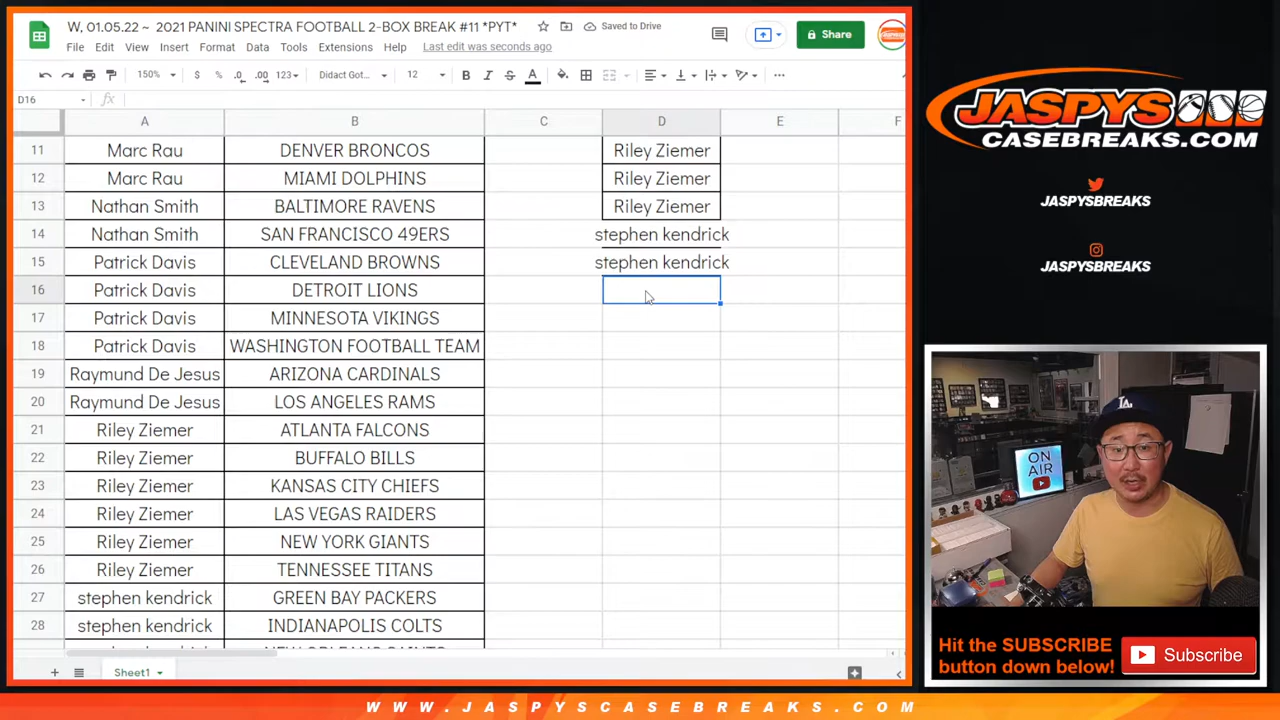 W, 01.05.22 ~ 2021 PANINI SPECTRA FOOTBALL 2-BOX BREAK #11 *PYT*
Saved to Drive
Share
File Edit View Insert Format Data Tools Extensions Help Last edit was seconds ago
150% $ % .0 .00 123 Didact Got... 12 B I S A
D16 fx
A B C D E F
11 Marc Rau DENVER BRONCOS Riley Ziemer
12 Marc Rau MIAMI DOLPHINS Riley Ziemer
13 Nathan Smith BALTIMORE RAVENS Riley Ziemer
14 Nathan Smith SAN FRANCISCO 49ERS stephen kendrick
15 Patrick Davis CLEVELAND BROWNS stephen kendrick
16 Patrick Davis DETROIT LIONS
17 Patrick Davis MINNESOTA VIKINGS
18 Patrick Davis WASHINGTON FOOTBALL TEAM
19 Raymund De Jesus ARIZONA CARDINALS
20 Raymund De Jesus LOS ANGELES RAMS
21 Riley Ziemer ATLANTA FALCONS
22 Riley Ziemer BUFFALO BILLS
23 Riley Ziemer KANSAS CITY CHIEFS
24 Riley Ziemer LAS VEGAS RAIDERS
25 Riley Ziemer NEW YORK GIANTS
26 Riley Ziemer TENNESSEE TITANS
27 stephen kendrick GREEN BAY PACKERS
28 stephen kendrick INDIANAPOLIS COLTS
Sheet1
JASPYS
CASEBREAKS.COM
JASPYSBREAKS
JASPYSBREAKS
LA
ON
AIR
Hit the SUBSCRIBE
button down below!
Subscribe
WWW.JASPYSCASEBREAKS.COM